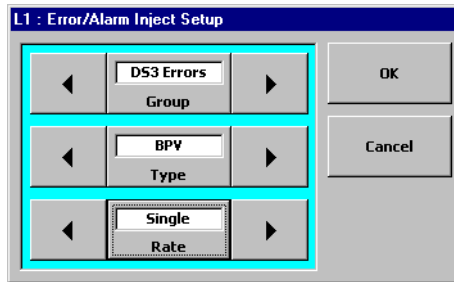 L1 : Error/Alarm Inject Setup
DS3 Errors
Group
OK
BPV
Type
Cancel
Single
Rate